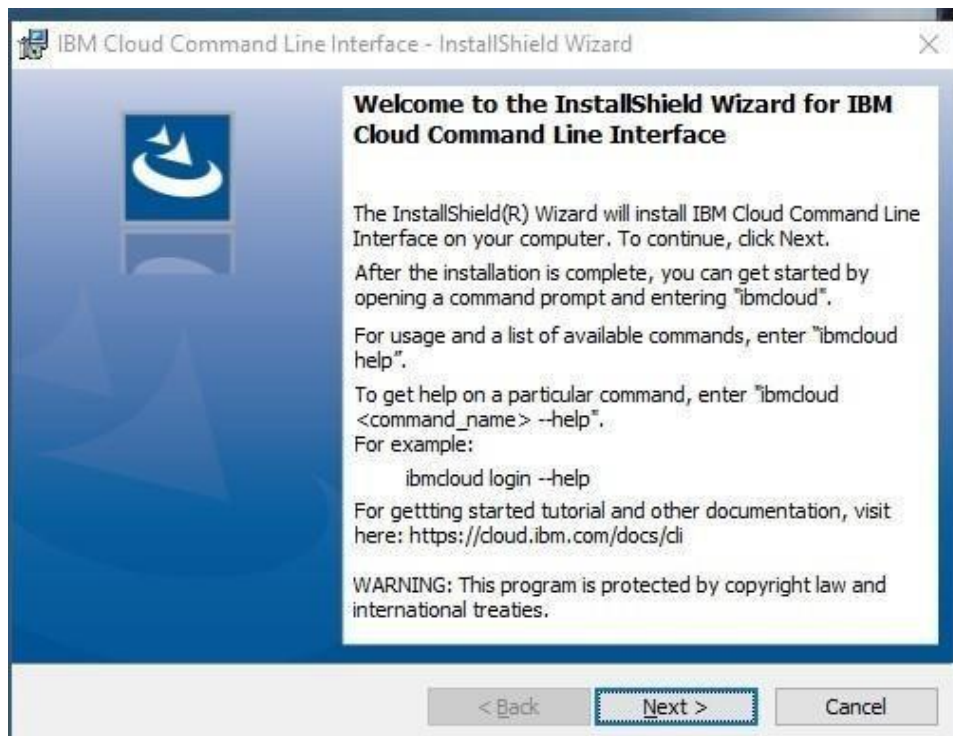 IBM Cloud Command Line Interface - InstallShield Wizard
Welcome to the InstallShield Wizard for IBM
Cloud Command Line Interface
The InstallShield(R) Wizard will install IBM Cloud Command Line
Interface on your computer. To continue, click Next.
After the installation is complete, you can get started by
opening a command prompt and entering "ibmcloud".
For usage and a list of available commands, enter "ibmcloud
help".
To get help on a particular command, enter "ibmcloud
<command_name> --help".
For example:
ibmcloud login --help
For gettting started tutorial and other documentation, visit
here: https://cloud.ibm.com/docs/cli
WARNING: This program is protected by copyright law and
international treaties.
< Back Next > Cancel